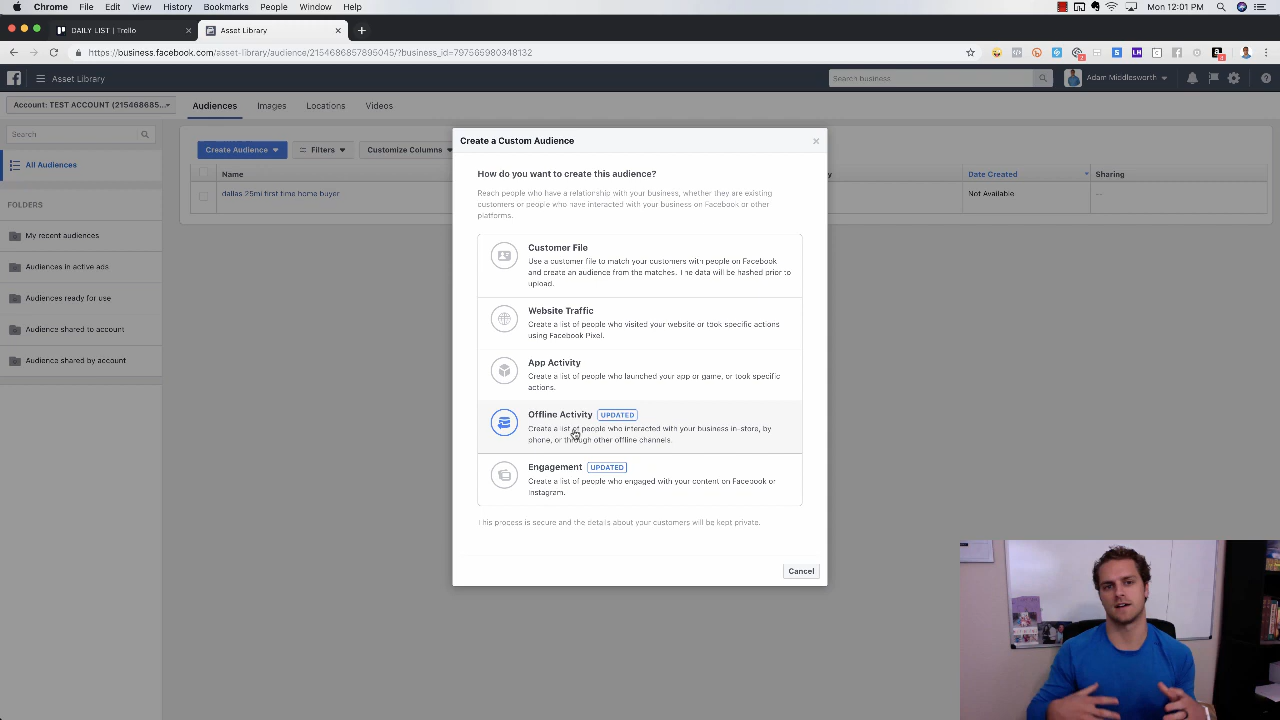 Chrome File Edit View History Bookmarks People Window Help
Mon 12:01 PM
DAILY LIST | Trello
Asset Library
https://business.facebook.com/asset-library/audience/2154686857895045/?business_id=797565980348132
Asset Library
Search business
Adam Middlesworth
Account: TEST ACCOUNT (215468685...
Audiences Images Locations Videos
Search
All Audiences
FOLDERS
My recent audiences
Audiences in active ads
Audiences ready for use
Audience shared to account
Audience shared by account
Create Audience
Filters
Customize Columns
Name
Date Created
Sharing
dallas 25mi first time home buyer
Not Available
---
Create a Custom Audience
How do you want to create this audience?
Reach people who have a relationship with your business, whether they are existing
customers or people who have interacted with your business on Facebook or other
platforms.
Customer File
Use a customer file to match your customers with people on Facebook
and create an audience from the matches. The data will be hashed prior to
upload.
Website Traffic
Create a list of people who visited your website or took specific actions
using Facebook Pixel.
App Activity
Create a list of people who launched your app or game, or took specific
actions.
Offline Activity UPDATED
Create a list of people who interacted with your business in-store, by
phone, or through other offline channels.
Engagement UPDATED
Create a list of people who engaged with your content on Facebook or
Instagram.
This process is secure and the details about your customers will be kept private.
Cancel